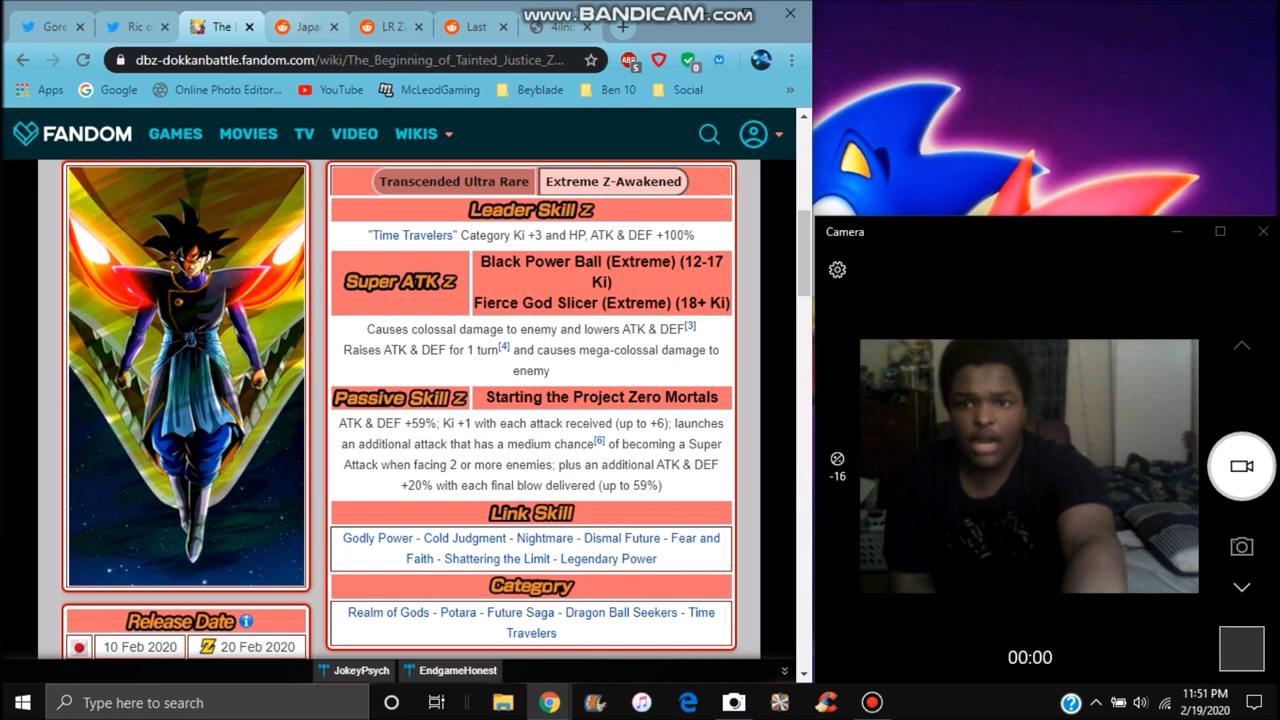 www.BANDICAM.com
Gore
Ric o
The I
Japa
LR Z
Last
dbz-dokkanbattle.fandom.com/wiki/The_Beginning_of_Tainted_Justice_Z...
ABP
5
0
Apps
Google
Online Photo Editor...
YouTube
McLeodGaming
Beyblade
Ben 10
Social
»
FANDOM
GAMES
MOVIES
TV
VIDEO
WIKIS
Transcended Ultra Rare
Extreme Z-Awakened
Leader Skill Z
"Time Travelers" Category Ki +3 and HP, ATK & DEF +100%
Super ATK Z
Black Power Ball (Extreme) (12-17
Ki)
Fierce God Slicer (Extreme) (18+ Ki)
Causes colossal damage to enemy and lowers ATK & DEF[3]
Raises ATK & DEF for 1 turn[4] and causes mega-colossal damage to
enemy
Passive Skill Z
Starting the Project Zero Mortals
ATK & DEF +59%; Ki +1 with each attack received (up to +6); launches
an additional attack that has a medium chance[6] of becoming a Super
Attack when facing 2 or more enemies; plus an additional ATK & DEF
+20% with each final blow delivered (up to 59%)
Link Skill
Godly Power - Cold Judgment - Nightmare - Dismal Future - Fear and
Faith - Shattering the Limit - Legendary Power
Category
Realm of Gods - Potara - Future Saga - Dragon Ball Seekers - Time
Travelers
Release Date
10 Feb 2020
Z
20 Feb 2020
JokeyPsych
EndgameHonest
Camera
-16
00:00
Type here to search
11:51 PM
2/19/2020